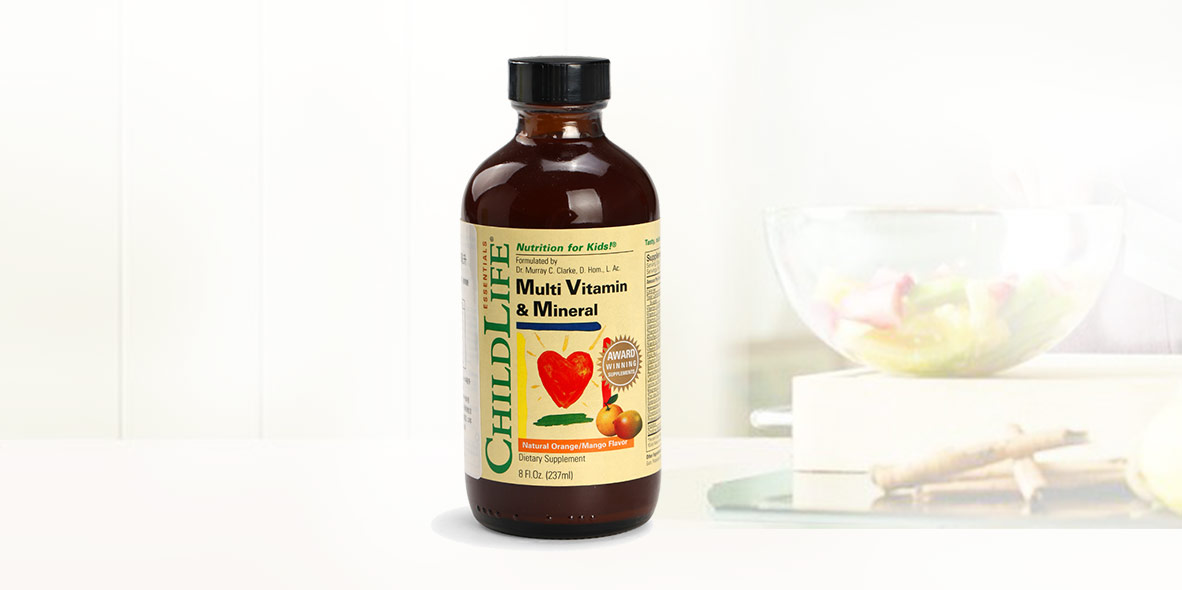 CHILDLIFE®
ESSENTIALS
Nutrition for Kids!®
Formulated by
Dr. Murray C. Clarke, D. Hom., L. Ac.
Multi Vitamin
& Mineral
AWARD
WINNING
SUPPLEMENTS
Natural Orange/Mango Flavor
Dietary Supplement
8 Fl.Oz. (237ml)